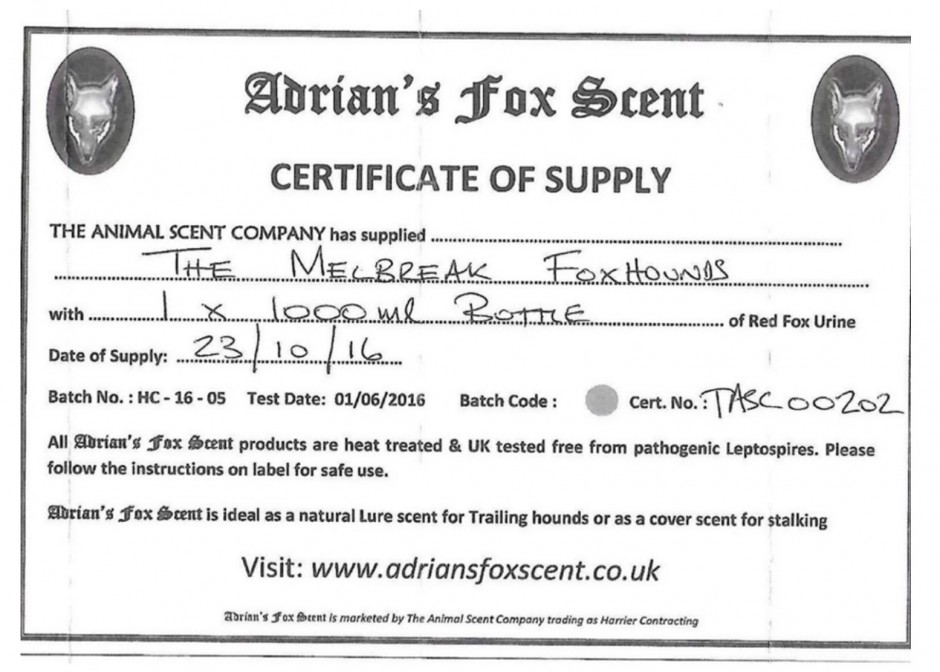 Adrian's Fox Scent
CERTIFICATE OF SUPPLY
THE ANIMAL SCENT COMPANY has supplied
THE MELBREAK FOXHOUNDS
with 1 x 1000ml BOTTLE of Red Fox Urine
Date of Supply: 23/10/16
Batch No. : HC - 16 - 05 Test Date: 01/06/2016 Batch Code : Cert. No. : TASC00202
All Adrian's Fox Scent products are heat treated & UK tested free from pathogenic Leptospires. Please
follow the instructions on label for safe use.
Adrian's Fox Scent is ideal as a natural Lure scent for Trailing hounds or as a cover scent for stalking
Visit: www.adriansfoxscent.co.uk
Adrian's Fox Scent is marketed by The Animal Scent Company trading as Harrier Contracting